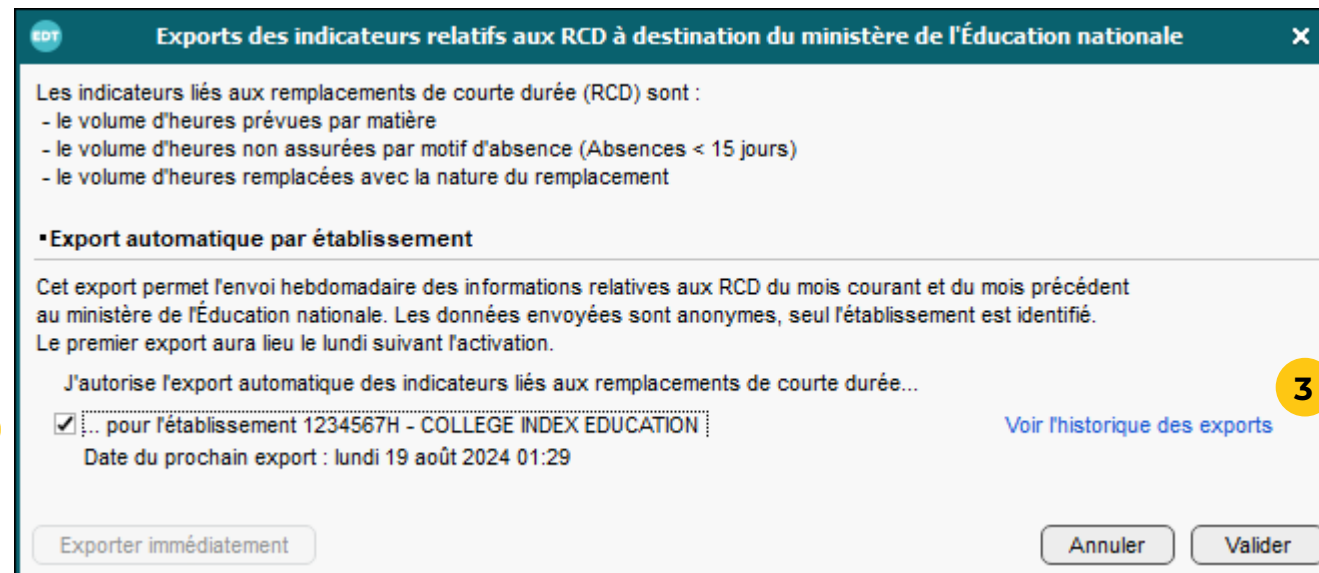 EDT
Exports des indicateurs relatifs aux RCD à destination du ministère de l'Éducation nationale
Les indicateurs liés aux remplacements de courte durée (RCD) sont :
- le volume d'heures prévues par matière
- le volume d'heures non assurées par motif d'absence (Absences < 15 jours)
- le volume d'heures remplacées avec la nature du remplacement
▪Export automatique par établissement
Cet export permet l'envoi hebdomadaire des informations relatives aux RCD du mois courant et du mois précédent
au ministère de l'Éducation nationale. Les données envoyées sont anonymes, seul l'établissement est identifié.
Le premier export aura lieu le lundi suivant l'activation.
J'autorise l'export automatique des indicateurs liés aux remplacements de courte durée...
3
... pour l'établissement 1234567H - COLLEGE INDEX EDUCATION
Voir l'historique des exports
Date du prochain export : lundi 19 août 2024 01:29
Exporter immédiatement
Annuler
Valider